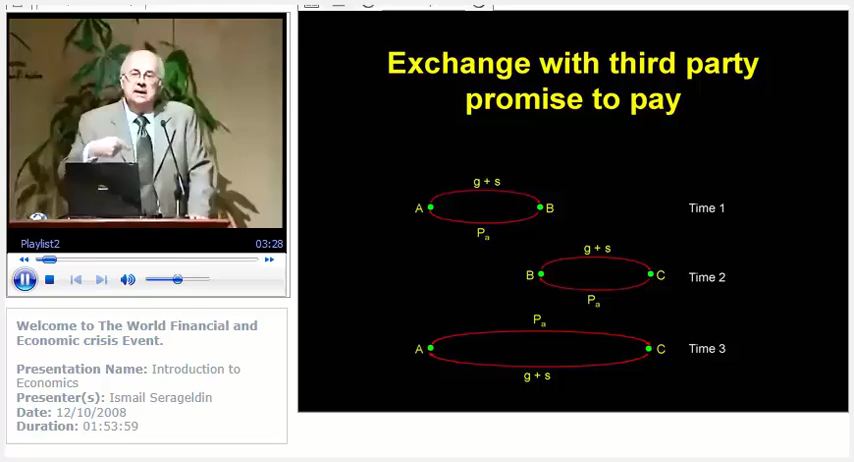 Exchange with third party
promise to pay
g + s
A
B
Time 1
Pa
g + s
B
C
Time 2
Pa
Pa
A
C
Time 3
g + s
Playlist2
03:28
Welcome to The World Financial and
Economic crisis Event.
Presentation Name: Introduction to
Economics
Presenter(s): Ismail Serageldin
Date: 12/10/2008
Duration: 01:53:59